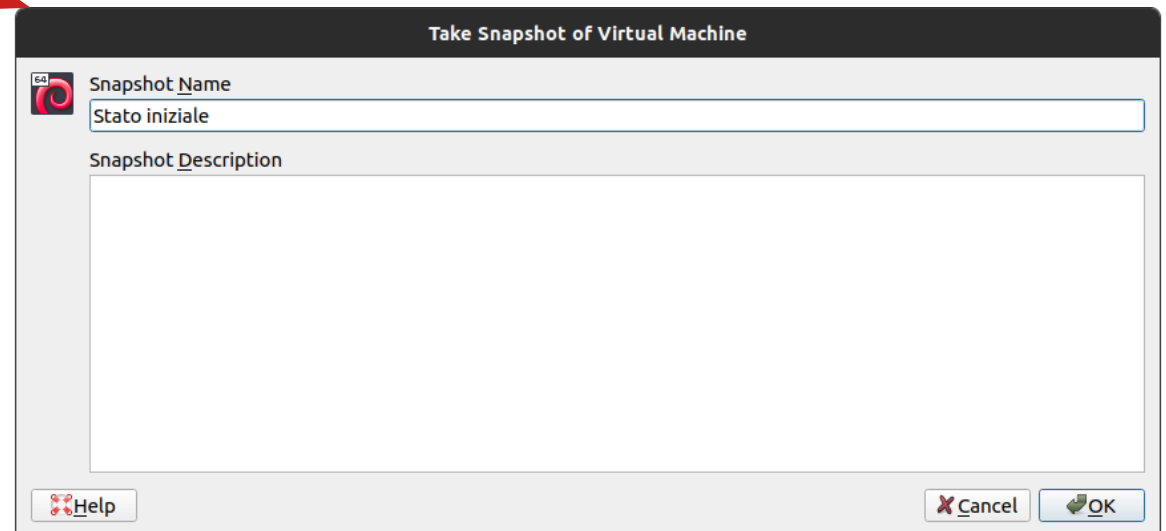 Take Snapshot of Virtual Machine
64
Snapshot Name
Stato iniziale
Snapshot Description
Help
Cancel
OK